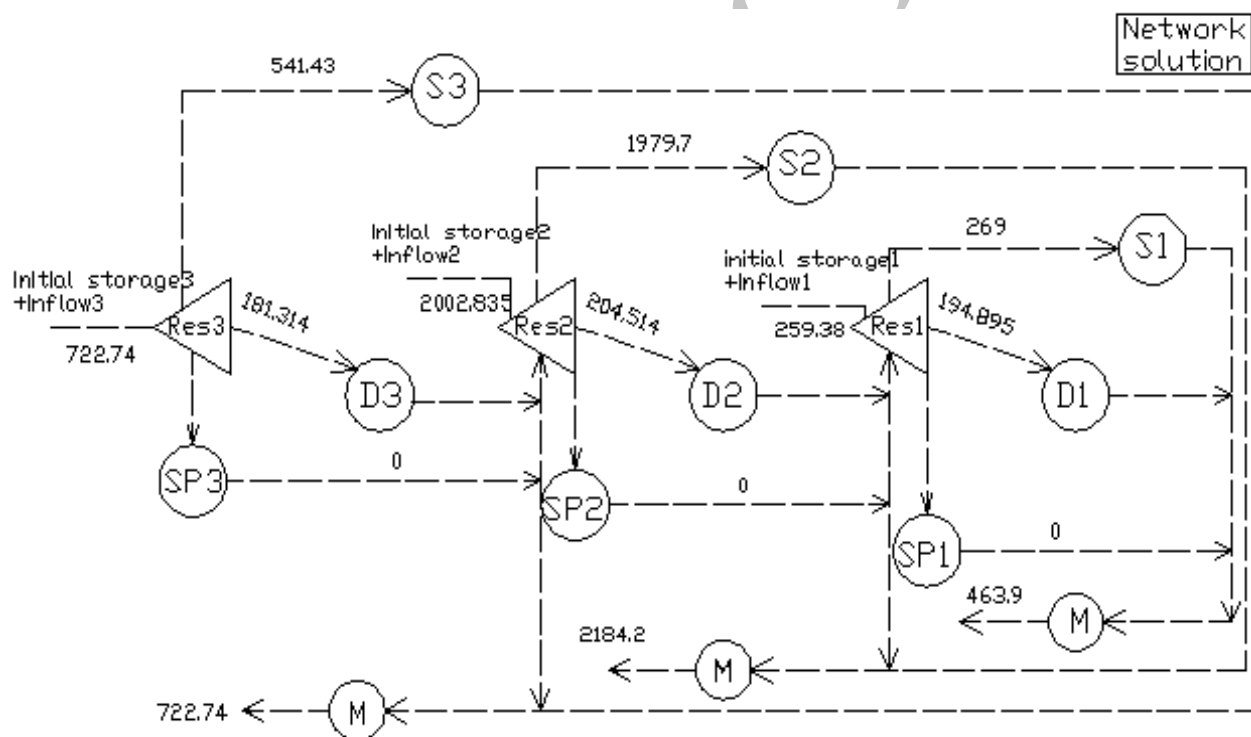 Network
solution
541.43
S3
1979.7
S2
269
S1
Initial storage3
+Inflow3
722.74
Res3
181.314
D3
SP3
0
Initial storage2
+Inflow2
2002.835
Res2
204.514
D2
SP2
0
initial storage1
+Inflow1
259.38
Res1
194.895
D1
SP1
0
463.9
M
2184.2
M
722.74
M